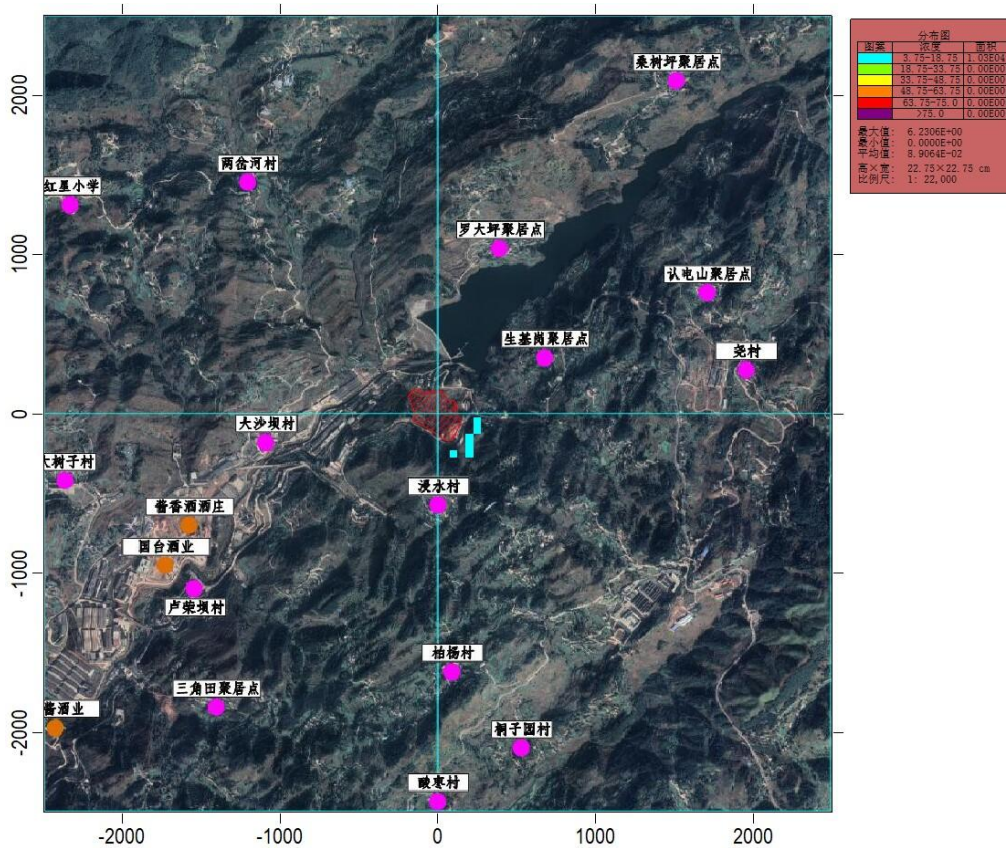 分布图
图案 浓度 面积
3.75-18.75 1.03E04
18.75-33.75 0.00E00
33.75-48.75 0.00E00
48.75-63.75 0.00E00
63.75-75.0 0.00E00
>75.0 0.00E00
最大值: 6.2306E+00
最小值: 0.0000E+00
平均值: 8.9064E-02
高×宽: 22.75×22.75 cm
比例尺: 1: 22,000
桑树坪聚居点
2000
两岔河村
红星小学
罗大坪聚居点
1000
认屯山聚居点
生基岗聚居点
尧村
0
大沙坝村
大树子村
浸水村
酱香酒酒庄
国台酒业
-1000
卢荣坝村
柏杨村
三角田聚居点
酱酒业
桐子园村
-2000
酸枣村
-2000 -1000 0 1000 2000